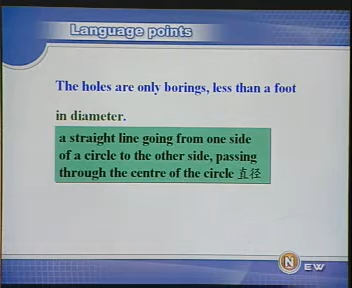 Language points
The holes are only borings, less than a foot
in diameter.
a straight line going from one side
of a circle to the other side, passing
through the centre of the circle 直径
N EW